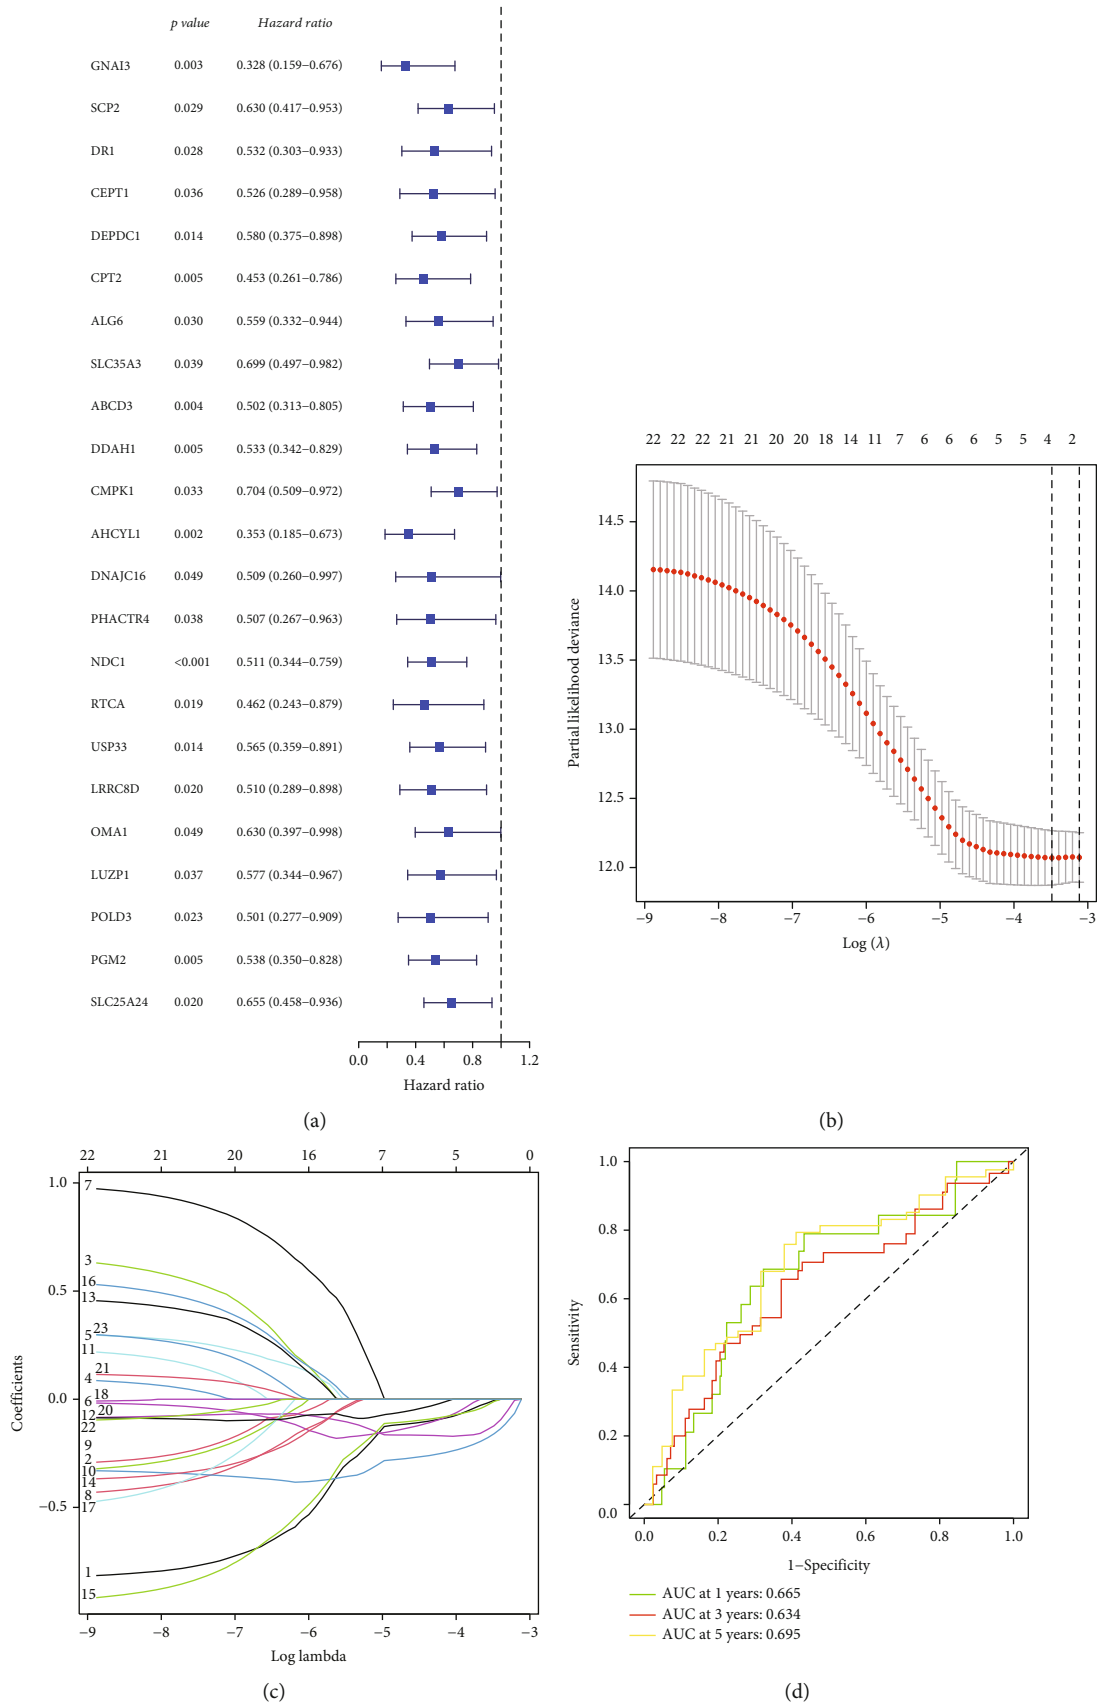 p value Hazard ratio
GNAI3 0.003 0.328 (0.159−0.676)
SCP2 0.029 0.630 (0.417−0.953)
DR1 0.028 0.532 (0.303−0.933)
CEPT1 0.036 0.526 (0.289−0.958)
DEPDC1 0.014 0.580 (0.375−0.898)
CPT2 0.005 0.453 (0.261−0.786)
ALG6 0.030 0.559 (0.332−0.944)
SLC35A3 0.039 0.699 (0.497−0.982)
ABCD3 0.004 0.502 (0.313−0.805)
DDAH1 0.005 0.533 (0.342−0.829)
CMPK1 0.033 0.704 (0.509−0.972)
AHCYL1 0.002 0.353 (0.185−0.673)
DNAJC16 0.049 0.509 (0.260−0.997)
PHACTR4 0.038 0.507 (0.267−0.963)
NDC1 <0.001 0.511 (0.344−0.759)
RTCA 0.019 0.462 (0.243−0.879)
USP33 0.014 0.565 (0.359−0.891)
LRRC8D 0.020 0.510 (0.289−0.898)
OMA1 0.049 0.630 (0.397−0.998)
LUZP1 0.037 0.577 (0.344−0.967)
POLD3 0.023 0.501 (0.277−0.909)
PGM2 0.005 0.538 (0.350−0.828)
SLC25A24 0.020 0.655 (0.458−0.936)
0.0 0.4 0.8 1.2
Hazard ratio
(a)
22 22 22 21 21 20 20 18 14 11 7 6 6 6 5 5 4 2
14.5
14.0
13.5
13.0
12.5
12.0
Partial likelihood deviance
−9 −8 −7 −6 −5 −4 −3
Log (λ)
(b)
22 21 20 16 7 5 0
1.0
0.5
0.0
−0.5
Coefficients
7
3
16
13
5 23
11
21
4
18
6
20
12
22
9
2
10
14
8
17
1
15
−9 −8 −7 −6 −5 −4 −3
Log lambda
(c)
1.0
0.8
0.6
0.4
0.2
0.0
Sensitivity
0.0 0.2 0.4 0.6 0.8 1.0
1−Specificity
AUC at 1 years: 0.665
AUC at 3 years: 0.634
AUC at 5 years: 0.695
(d)